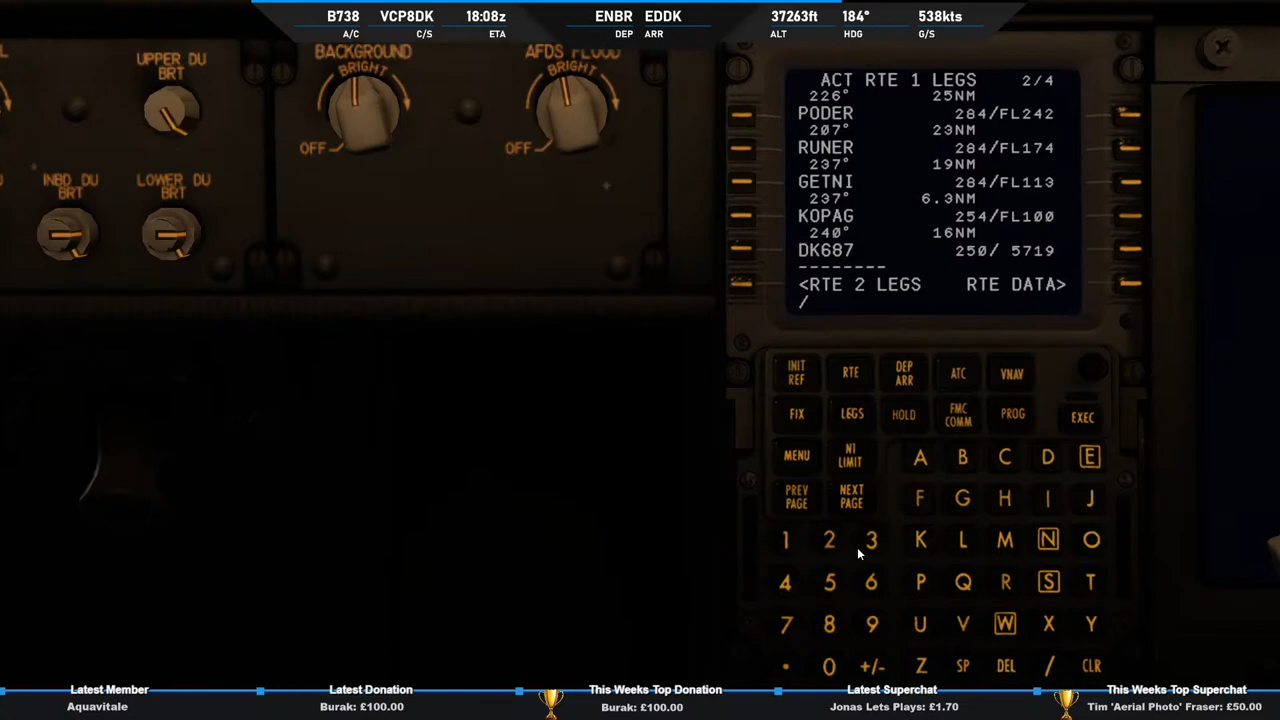 B738 VCP8DK 18:08z ENBR EDDK 37263ft 184° 538kts
A/C C/S ETA DEP ARR ALT HDG G/S
UPPER DU
BRT
BACKGROUND
BRIGHT
OFF
AFDS FLOOD
BRIGHT
OFF
INBD DU
BRT
LOWER DU
BRT
ACT RTE 1 LEGS 2/4
226° 25NM
PODER 284/FL242
207° 23NM
RUNER 284/FL174
237° 19NM
GETNI 284/FL113
237° 6.3NM
KOPAG 254/FL100
240° 16NM
DK687 250/ 5719
--------
<RTE 2 LEGS RTE DATA>
/
INIT REF RTE DEP ARR ATC VNAV
FIX LEGS HOLD FMC COMM PROG EXEC
MENU N1 LIMIT A B C D E
PREV PAGE NEXT PAGE F G H I J
1 2 3 K L M N O
4 5 6 P Q R S T
7 8 9 U V W X Y
. 0 +/- Z SP DEL / CLR
Latest Member
Aquavitale
Latest Donation
Burak: £100.00
This Weeks Top Donation
Burak: £100.00
Latest Superchat
Jonas Lets Plays: £1.70
This Weeks Top Superchat
Tim 'Aerial Photo' Fraser: £50.00